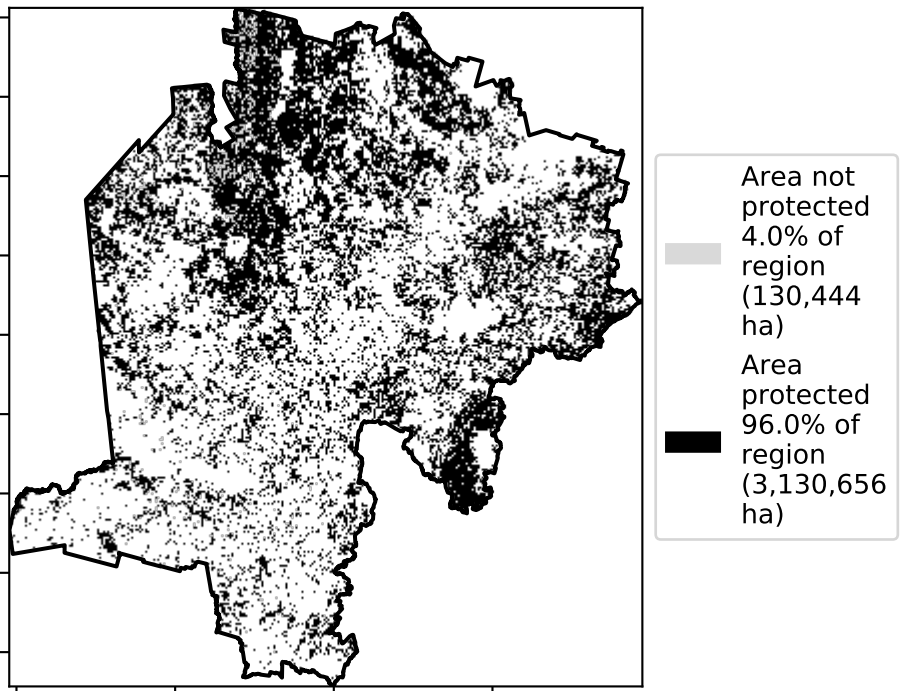 Area not
protected
4.0% of
region
(130,444
ha)
Area
protected
96.0% of
region
(3,130,656
ha)